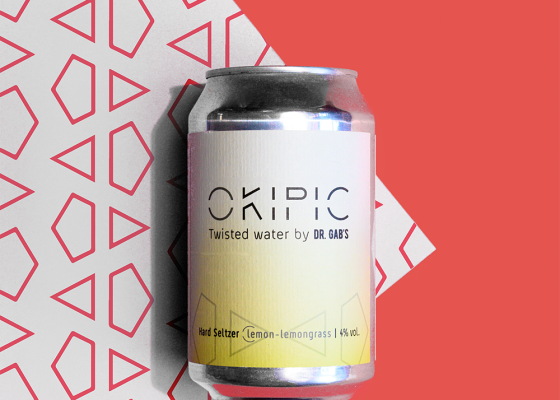 OKIPIC
Twisted water by DR. GAB'S
Hard Seltzer lemon-lemongrass | 4% vol.